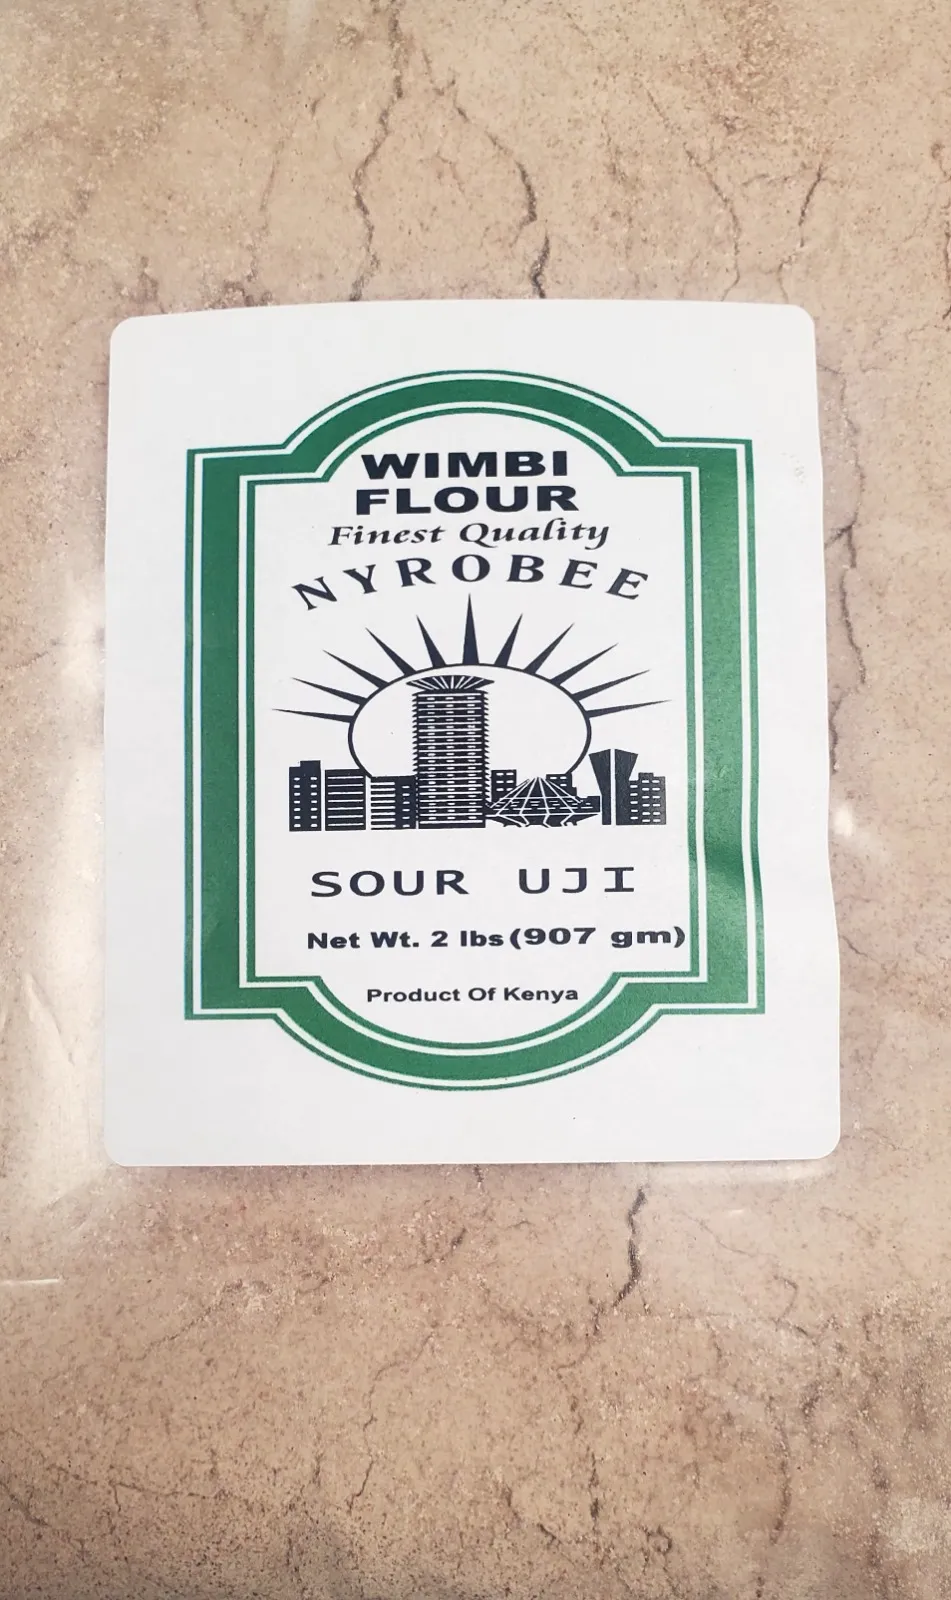 WIMBI
FLOUR
Finest Quality
NYROBEE
SOUR UJI
Net Wt. 2 lbs (907 gm)
Product Of Kenya